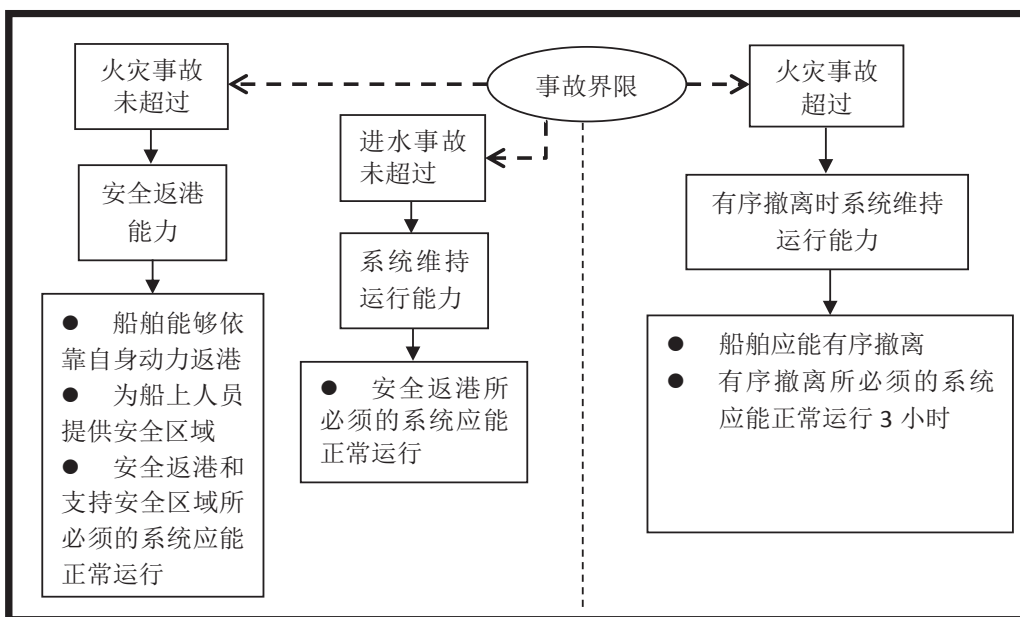 火灾事故
未超过
事故界限
火灾事故
超过
进水事故
未超过
安全返港
能力
系统维持
运行能力
有序撤离时系统维持
运行能力
● 船舶能够依
靠自身动力返港
● 为船上人员
提供安全区域
● 安全返港和
支持安全区域所
必须的系统应能
正常运行
● 安全返港所
必须的系统应能
正常运行
● 船舶应能有序撤离
● 有序撤离所必须的系统
应能正常运行 3 小时